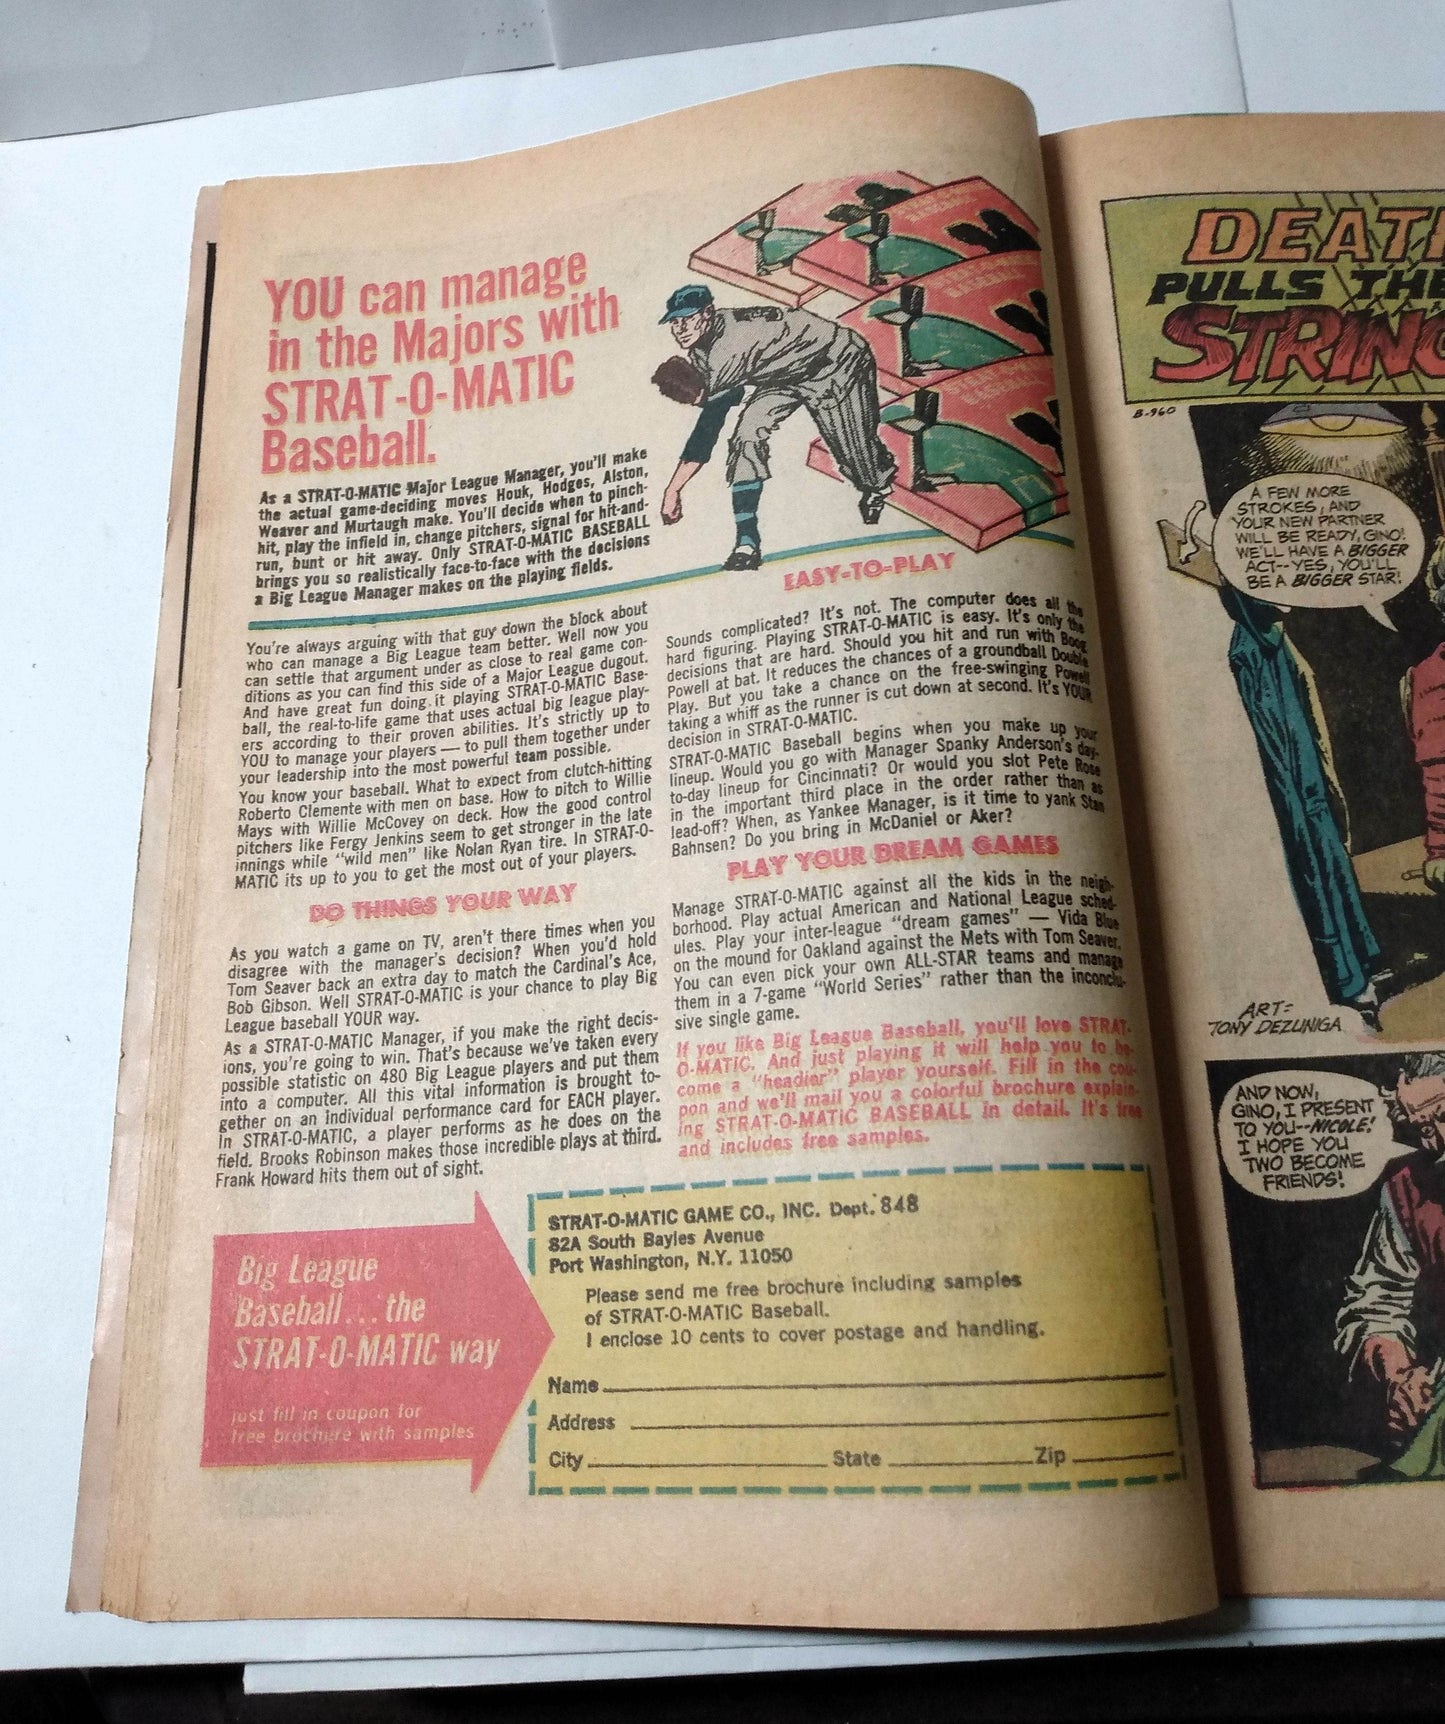 YOU can manage
in the Majors with
STRAT-O-MATIC
Baseball.
As a STRAT-O-MATIC Major League Manager, you'll make
the actual game-deciding moves Houk, Hodges, Alston,
Weaver and Murtaugh make. You'll decide when to pinch-
hit, play the infield in, change pitchers, signal for hit-and-
run, bunt or hit away. Only STRAT-O-MATIC BASEBALL
brings you so realistically face-to-face with the decisions
a Big League Manager makes on the playing fields.
You're always arguing with that guy down the block about
who can manage a Big League team better. Well now you
can settle that argument under as close to real game con-
ditions as you can find this side of a Major League dugout.
And have great fun doing it playing STRAT-O-MATIC Base-
ball, the real-to-life game that uses actual big league play-
ers according to their proven abilities. It's strictly up to
YOU to manage your players — to pull them together under
your leadership into the most powerful team possible.
You know your baseball. What to expect from clutch-hitting
Roberto Clemente with men on base. How to pitch to Willie
Mays with Willie McCovey on deck. How the good control
pitchers like Fergy Jenkins seem to get stronger in the late
innings while "wild men" like Nolan Ryan tire. In STRAT-O-
MATIC its up to you to get the most out of your players.
DO THINGS YOUR WAY
As you watch a game on TV, aren't there times when you
disagree with the manager's decision? When you'd hold
Tom Seaver back an extra day to match the Cardinal's Ace,
Bob Gibson. Well STRAT-O-MATIC is your chance to play Big
League baseball YOUR way.
As a STRAT-O-MATIC Manager, if you make the right decis-
ions, you're going to win. That's because we've taken every
possible statistic on 480 Big League players and put them
into a computer. All this vital information is brought to-
gether on an individual performance card for EACH player.
In STRAT-O-MATIC, a player performs as he does on the
field. Brooks Robinson makes those incredible plays at third.
Frank Howard hits them out of sight.
EASY-TO-PLAY
Sounds complicated? It's not. The computer does all the
hard figuring. Playing STRAT-O-MATIC is easy. It's only the
decisions that are hard. Should you hit and run with Boog
Powell at bat. It reduces the chances of a groundball Double
Play. But you take a chance on the free-swinging Powell
taking a whiff as the runner is cut down at second. It's YOUR
decision in STRAT-O-MATIC.
STRAT-O-MATIC Baseball begins when you make up your
lineup. Would you go with Manager Spanky Anderson's day-
to-day lineup for Cincinnati? Or would you slot Pete Rose
in the important third place in the order rather than as
lead-off? When, as Yankee Manager, is it time to yank Stan
Bahnsen? Do you bring in McDaniel or Aker?
PLAY YOUR DREAM GAMES
Manage STRAT-O-MATIC against all the kids in the neigh-
borhood. Play actual American and National League sched-
ules. Play your inter-league "dream games" — Vida Blue
on the mound for Oakland against the Mets with Tom Seaver.
You can even pick your own ALL-STAR teams and manage
them in a 7-game "World Series" rather than the inconclu-
sive single game.
If you like Big League Baseball, you'll love STRAT-
O-MATIC. And just playing it will help you to be-
come a "headier" player yourself. Fill in the cou-
pon and we'll mail you a colorful brochure explain-
ing STRAT-O-MATIC BASEBALL in detail. It's free
and includes free samples.
Big League
Baseball...the
STRAT-O-MATIC way
just fill in coupon for
free brochure with samples
STRAT-O-MATIC GAME CO., INC. Dept. 848
82A South Bayles Avenue
Port Washington, N.Y. 11050
Please send me free brochure including samples
of STRAT-O-MATIC Baseball.
I enclose 10 cents to cover postage and handling.
Name
Address
City State Zip
PULLS THE
B-960
A FEW MORE
STROKES, AND
YOUR NEW PARTNER
WILL BE READY, GINO!
WE'LL HAVE A BIGGER
ACT--YES, YOU'LL
BE A BIGGER STAR!
ART=
TONY DEZUNIGA
AND NOW,
GINO, I PRESENT
TO YOU--NICOLE!
I HOPE YOU
TWO BECOME
FRIENDS!